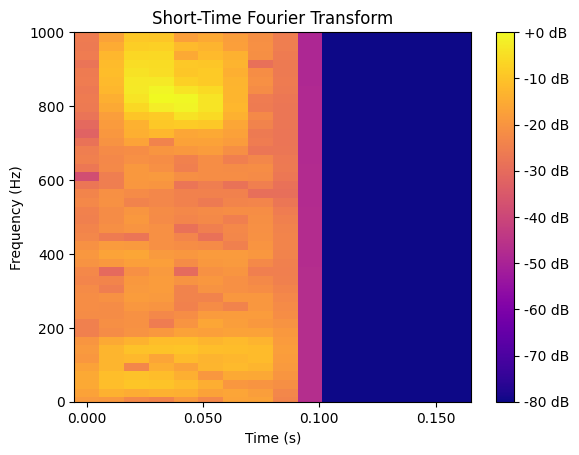 Short-Time Fourier Transform
Frequency (Hz)
1000
800
600
400
200
0
0.000
0.050
0.100
0.150
Time (s)
+0 dB
-10 dB
-20 dB
-30 dB
-40 dB
-50 dB
-60 dB
-70 dB
-80 dB